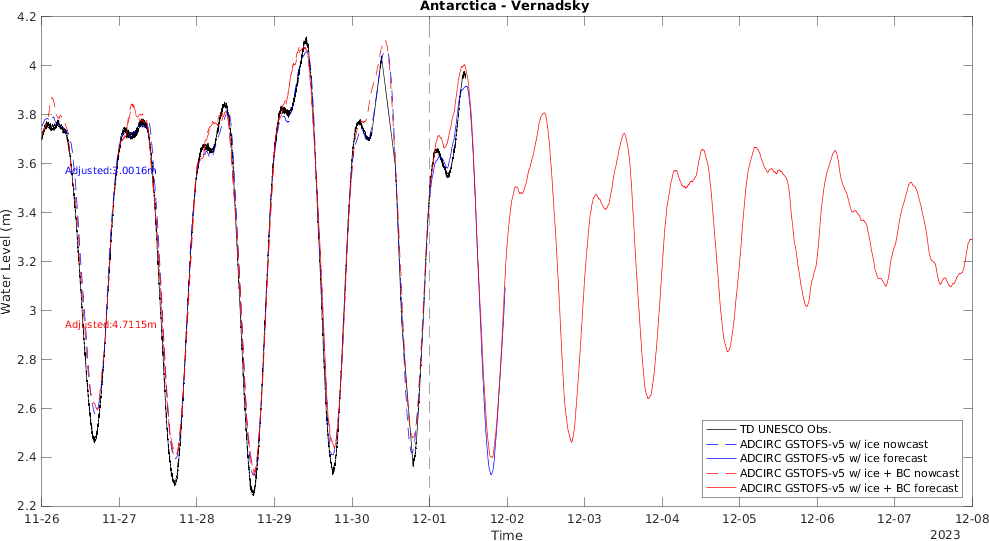 Antarctica - Vernadsky
4.2
4
3.8
3.6
3.4
3.2
3
2.8
2.6
2.4
2.2
Water Level (m)
Adjusted:3.0016m
Adjusted:4.7115m
TD UNESCO Obs.
ADCIRC GSTOFS-v5 w/ ice nowcast
ADCIRC GSTOFS-v5 w/ ice forecast
ADCIRC GSTOFS-v5 w/ ice + BC nowcast
ADCIRC GSTOFS-v5 w/ ice + BC forecast
11-26 11-27 11-28 11-29 11-30 12-01 12-02 12-03 12-04 12-05 12-06 12-07 12-08
Time
2023